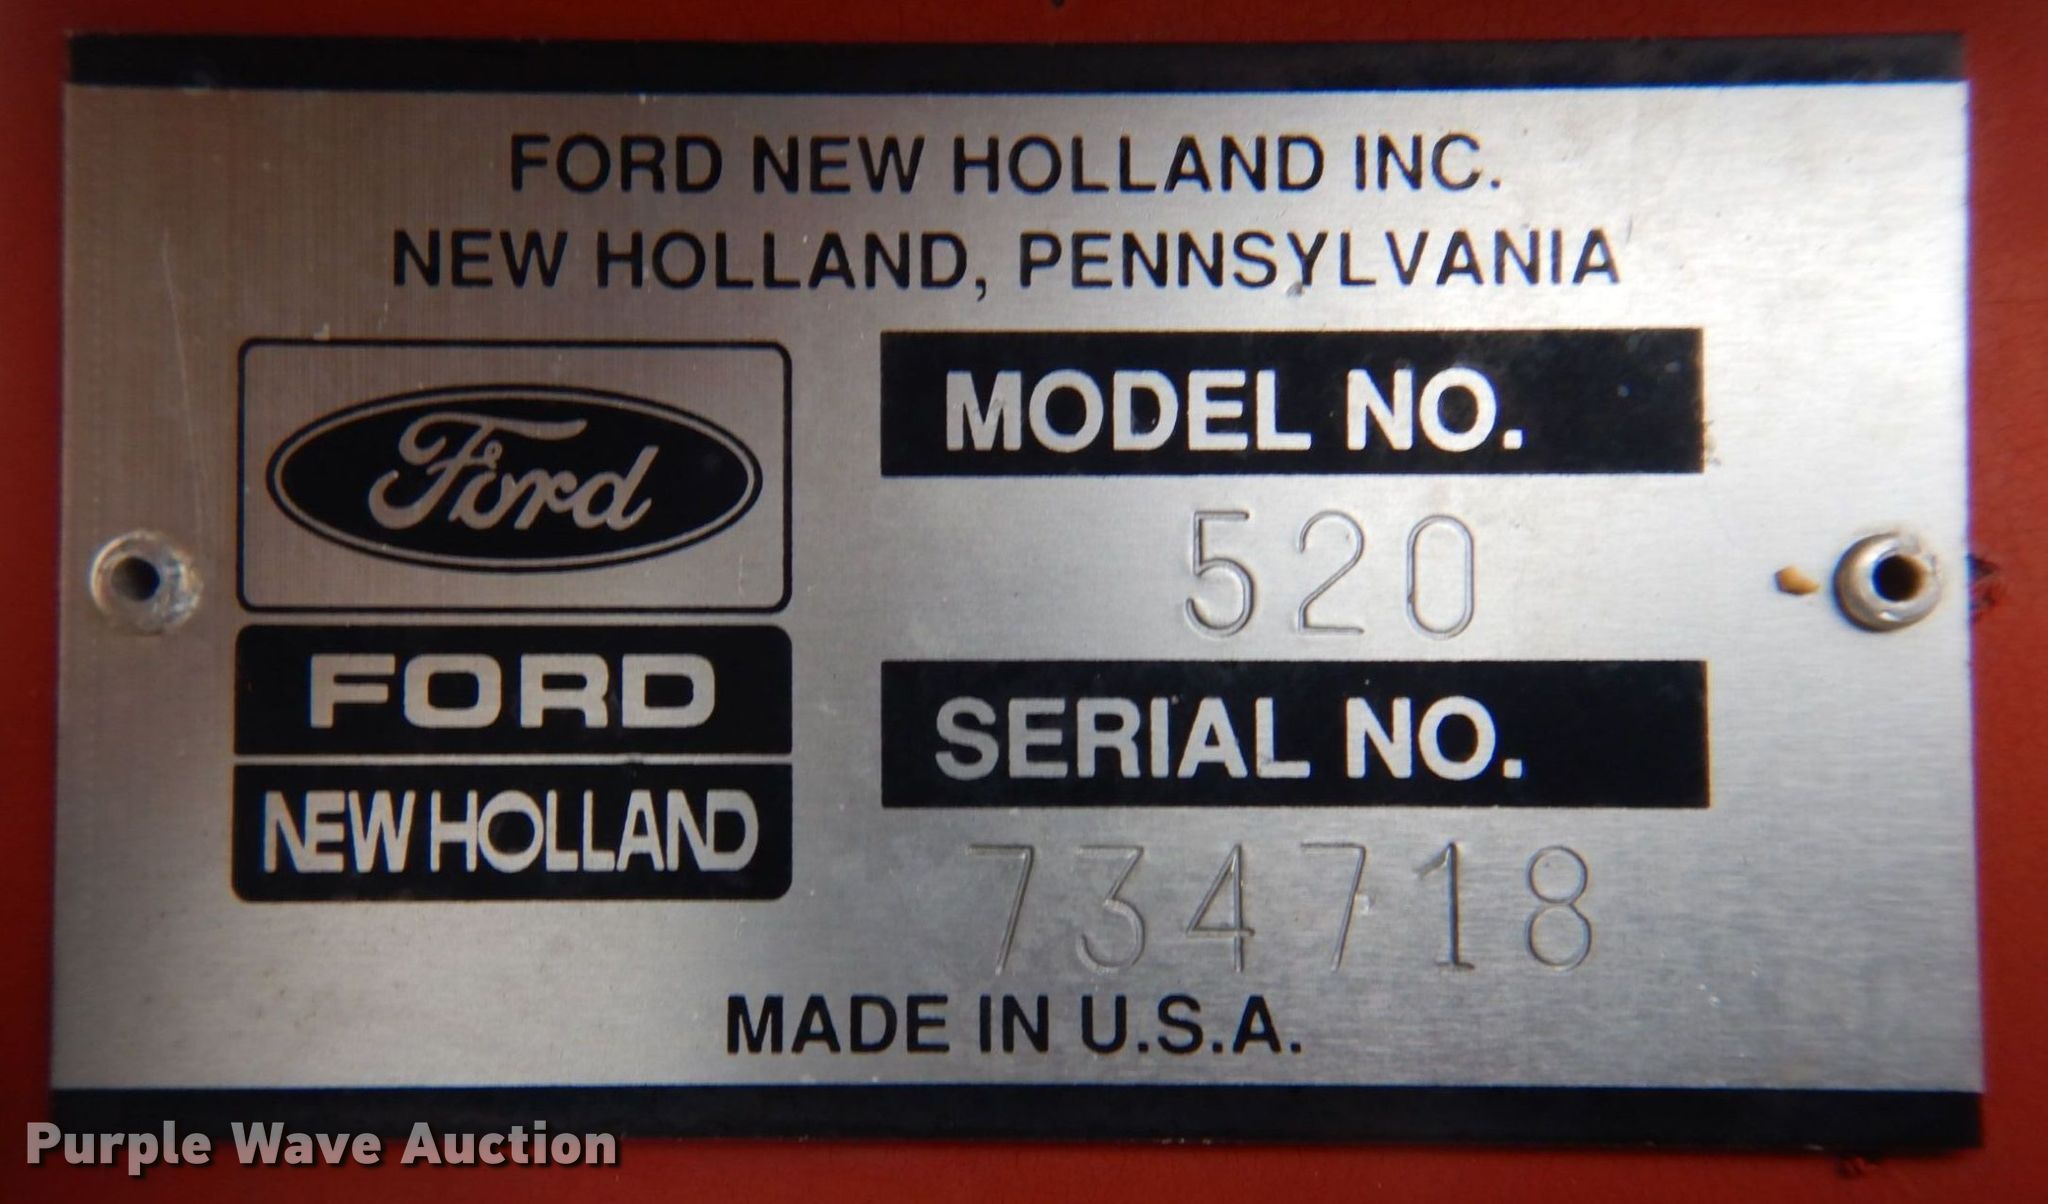 FORD NEW HOLLAND INC.
NEW HOLLAND, PENNSYLVANIA
Ford
FORD
NEW HOLLAND
MODEL NO.
520
SERIAL NO.
734718
MADE IN U.S.A.
Purple Wave Auction